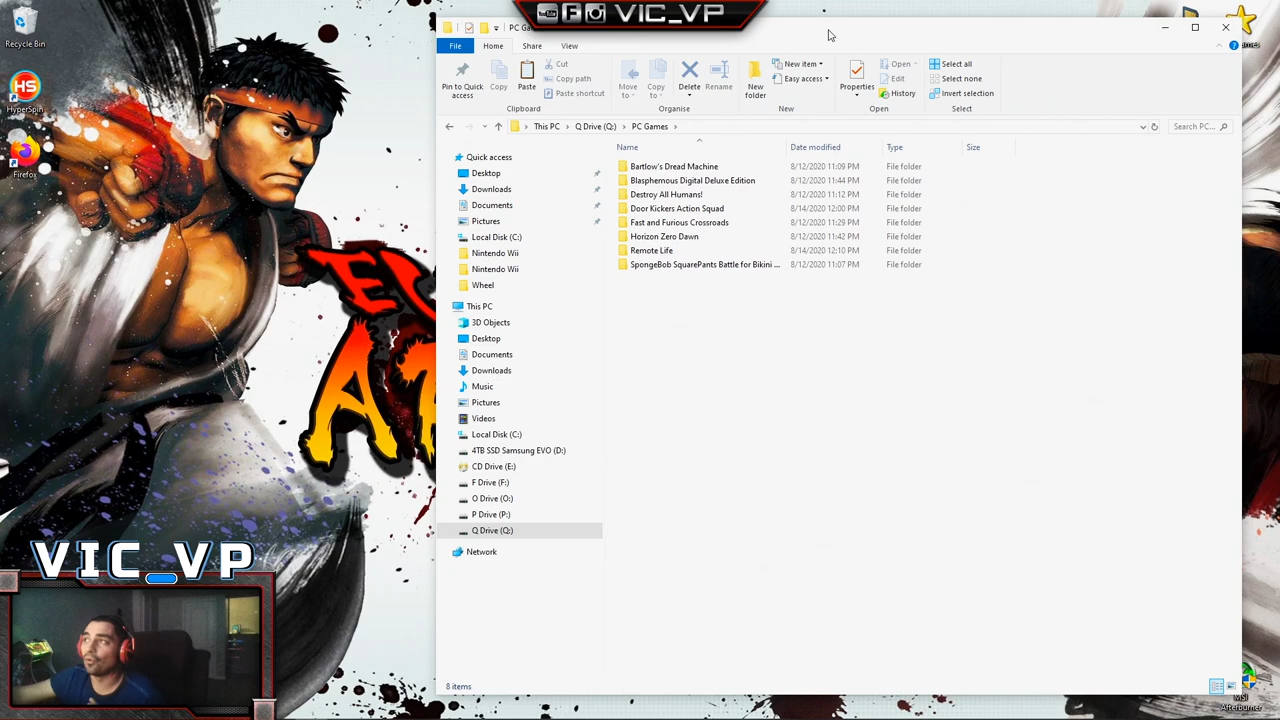 VIC_VP
Recycle Bin
HyperSpin
Firefox
File
Home
Share
View
Pin to Quick access
Copy
Paste
Cut
Copy path
Paste shortcut
Clipboard
Move to
Copy to
Delete
Rename
Organise
New folder
New item
Easy access
New
Properties
Open
Edit
History
Open
Select all
Select none
Invert selection
Select
This PC > Q Drive (Q:) > PC Games >
Search PC...
Name
Date modified
Type
Size
Bartlow's Dread Machine 8/12/2020 11:09 PM File folder
Blasphemous Digital Deluxe Edition 8/12/2020 11:44 PM File folder
Destroy All Humans! 8/12/2020 11:12 PM File folder
Door Kickers Action Squad 8/14/2020 12:00 PM File folder
Fast and Furious Crossroads 8/12/2020 11:29 PM File folder
Horizon Zero Dawn 8/12/2020 11:42 PM File folder
Remote Life 8/14/2020 12:10 PM File folder
SpongeBob SquarePants Battle for Bikini ... 8/12/2020 11:07 PM File folder
Quick access
Desktop
Downloads
Documents
Pictures
Local Disk (C:)
Nintendo Wii
Nintendo Wii
Wheel
This PC
3D Objects
Desktop
Documents
Downloads
Music
Pictures
Videos
Local Disk (C:)
4TB SSD Samsung EVO (D:)
CD Drive (E:)
F Drive (F:)
O Drive (O:)
P Drive (P:)
Q Drive (Q:)
Network
8 items
VIC_VP
MSI
Afterburner